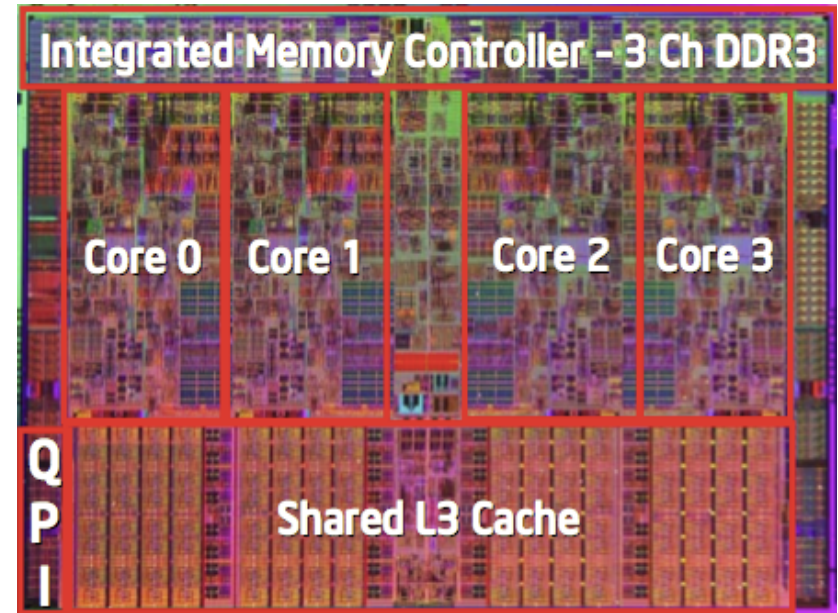 Integrated Memory Controller – 3 Ch DDR3
Core 0
Core 1
Core 2
Core 3
Q
P
I
Shared L3 Cache